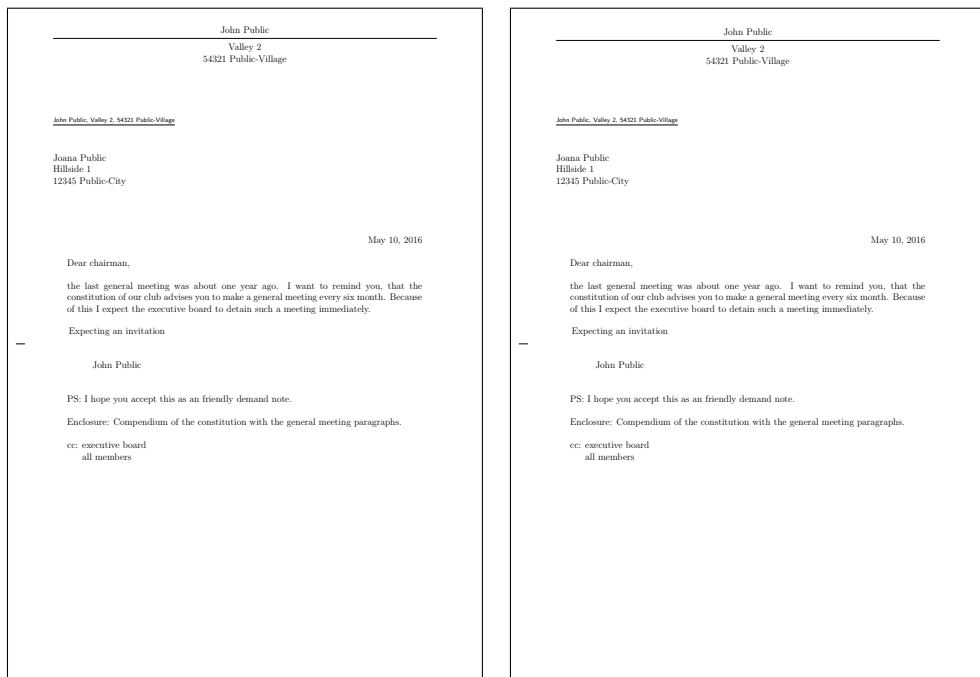 John Public
Valley 2
54321 Public-Village
John Public, Valley 2, 54321 Public-Village
Joana Public
Hillside 1
12345 Public-City
May 10, 2016
Dear chairman,
the last general meeting was about one year ago. I want to remind you, that the
constitution of our club advises you to make a general meeting every six month. Because
of this I expect the executive board to detain such a meeting immediately.
Expecting an invitation
John Public
PS: I hope you accept this as an friendly demand note.
Enclosure: Compendium of the constitution with the general meeting paragraphs.
cc: executive board
all members
John Public
Valley 2
54321 Public-Village
John Public, Valley 2, 54321 Public-Village
Joana Public
Hillside 1
12345 Public-City
May 10, 2016
Dear chairman,
the last general meeting was about one year ago. I want to remind you, that the
constitution of our club advises you to make a general meeting every six month. Because
of this I expect the executive board to detain such a meeting immediately.
Expecting an invitation
John Public
PS: I hope you accept this as an friendly demand note.
Enclosure: Compendium of the constitution with the general meeting paragraphs.
cc: executive board
all members